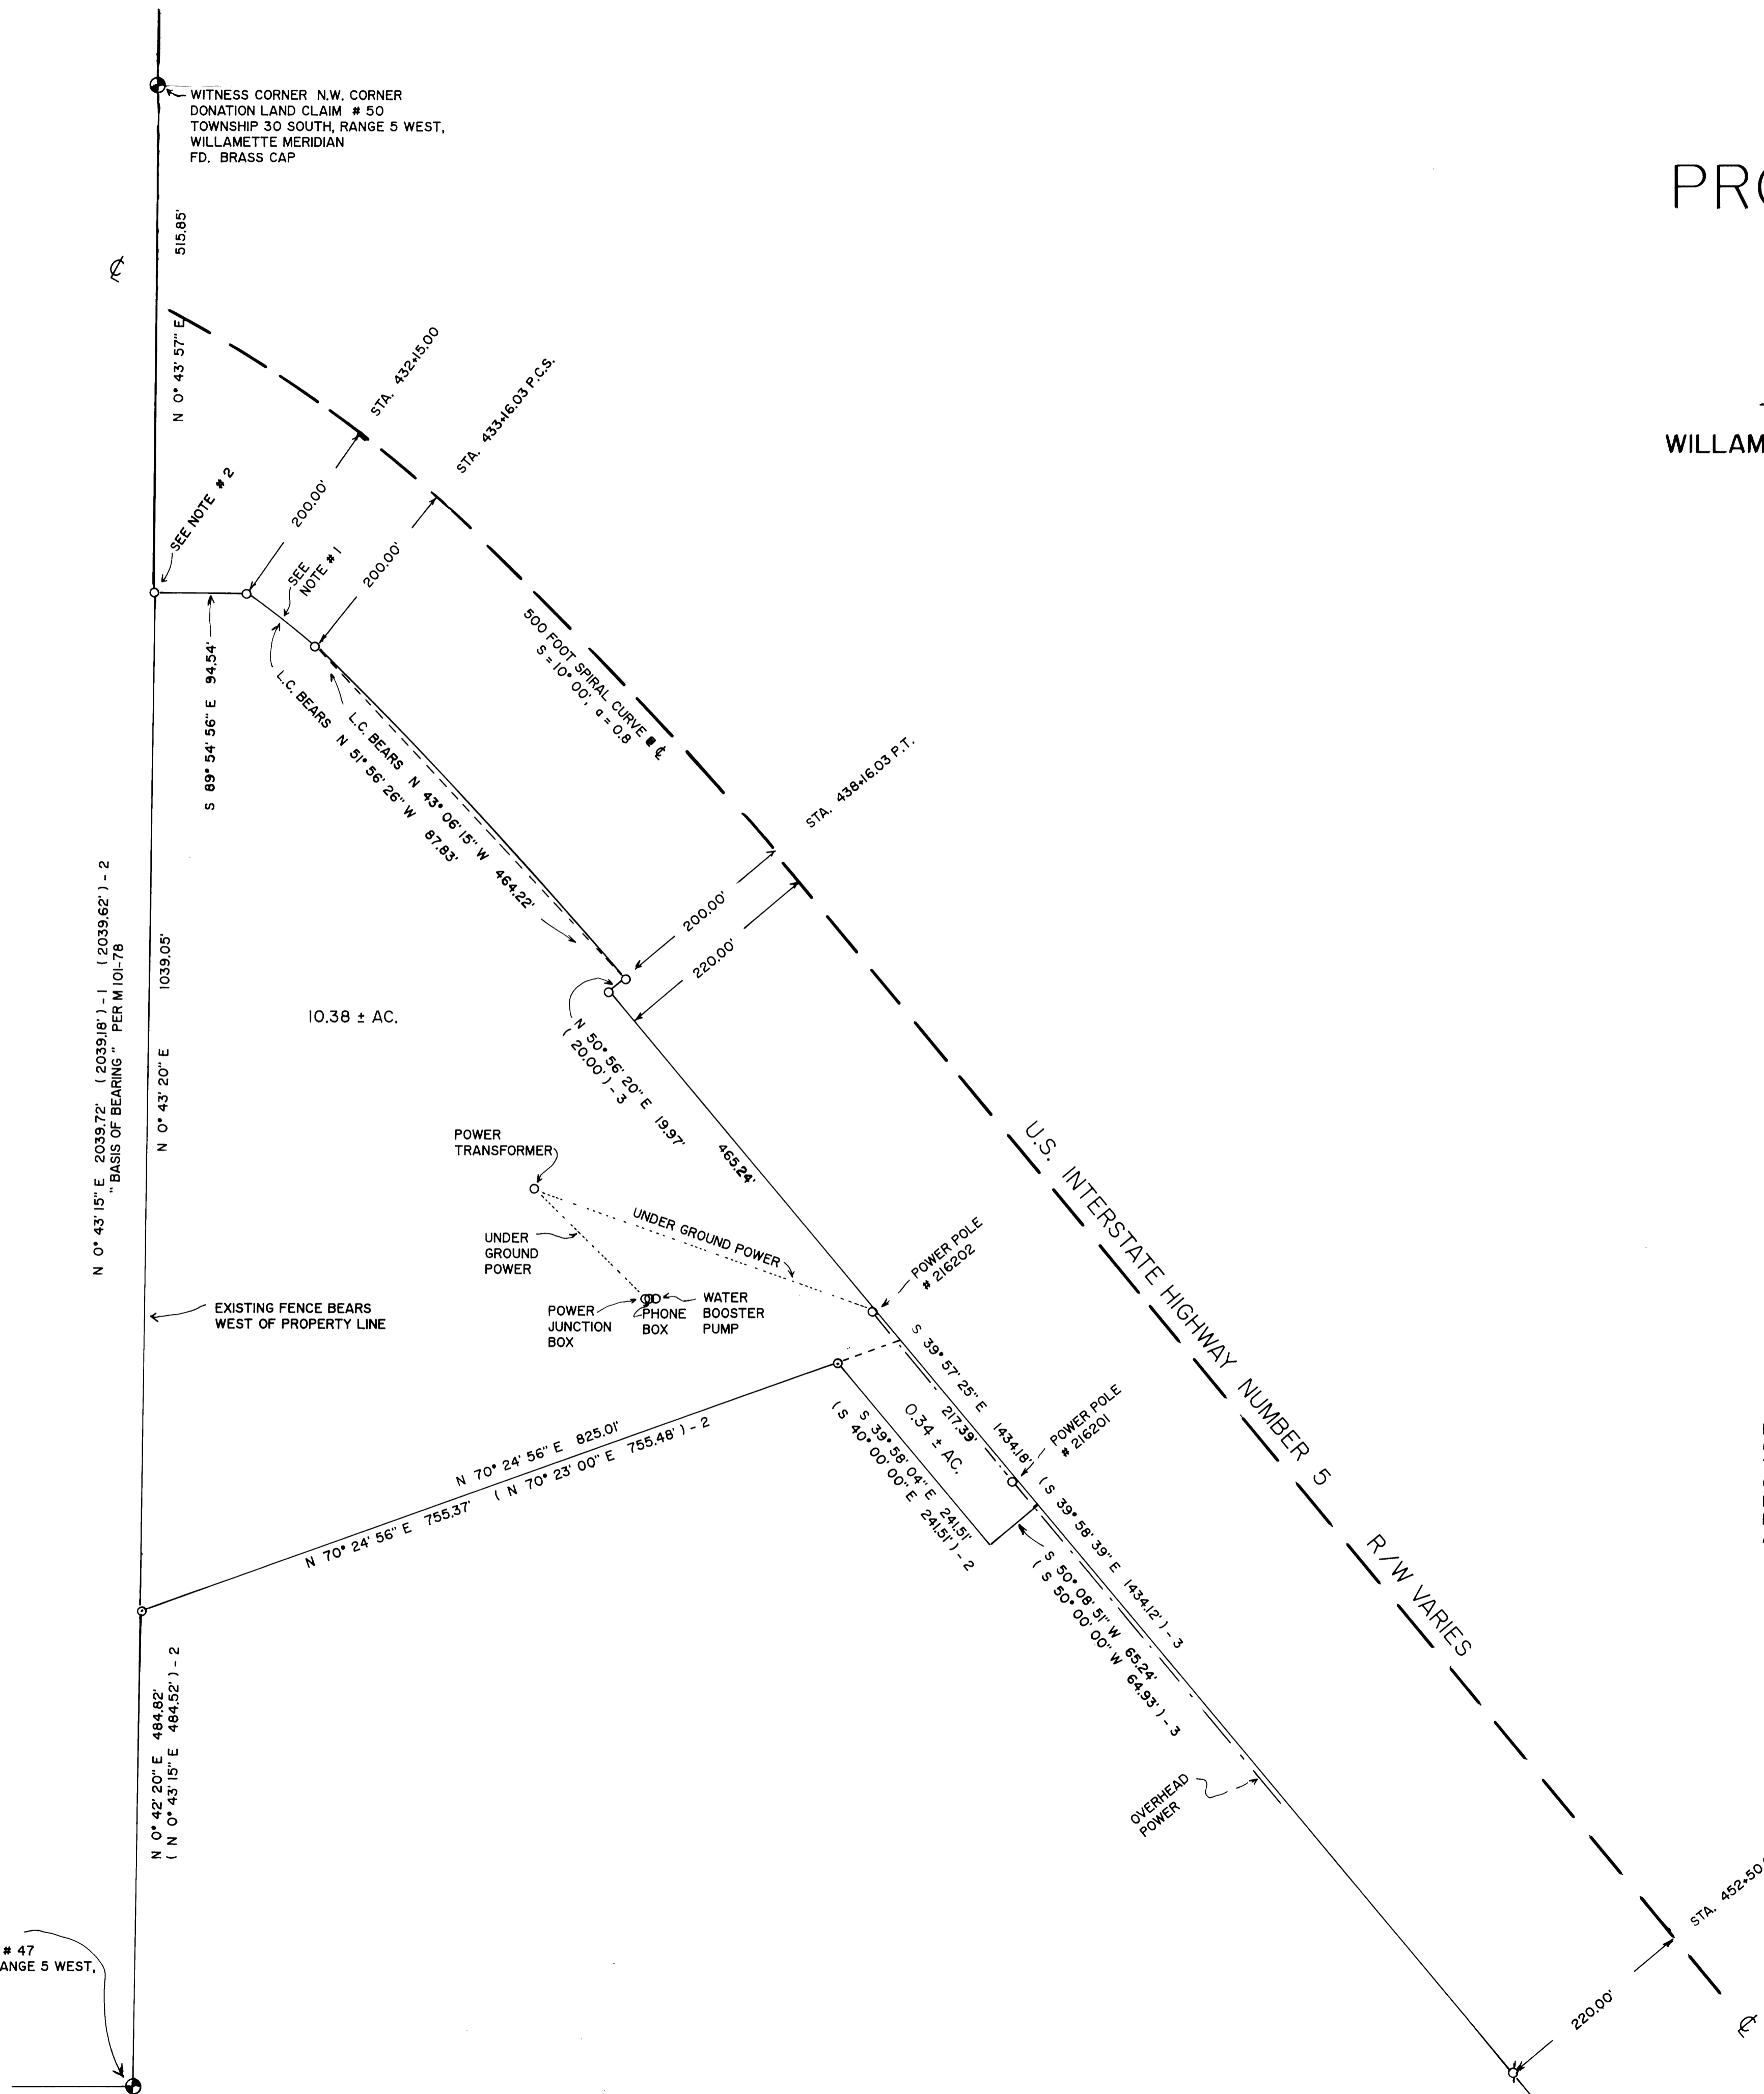 WITNESS CORNER N.W. CORNER
DONATION LAND CLAIM # 50
TOWNSHIP 30 SOUTH, RANGE 5 WEST,
WILLAMETTE MERIDIAN
FD. BRASS CAP
PRO
WILLAM
515.85'
N 0° 43' 57" E
℄
STA. 432+15.00
STA. 433+16.03 P.C.S.
SEE NOTE # 2
200.00'
SEE
NOTE # 1
200.00'
S 89° 54' 56" E 94.54'
L.C. BEARS N 51° 56' 26" W 87.83'
L.C. BEARS N 43° 06' 15" W 464.22'
500 FOOT SPIRAL CURVE @ ℄
S = 10° 00', a = 0.8
STA. 438+16.03 P.T.
200.00'
220.00'
N 0° 43' 15" E 2039.72' (2039.18') - 1 (2039.62') - 2
"BASIS OF BEARING" PER M 101-78
1039.05'
N 0° 43' 20" E
10.38 ± AC.
N 50° 56' 20" E 19.97'
( 20.00' ) - 3
465.24'
POWER
TRANSFORMER
UNDER GROUND POWER
UNDER
GROUND
POWER
POWER
JUNCTION
BOX
PHONE
BOX
WATER
BOOSTER
PUMP
POWER POLE
# 216202
EXISTING FENCE BEARS
WEST OF PROPERTY LINE
U.S. INTERSTATE HIGHWAY NUMBER 5 R/W VARIES
S 39° 57' 25" E 1434.18' ( S 39° 58' 39" E 1434.12' ) - 3
217.39'
0.34 ± AC.
POWER POLE
# 216201
S 39° 58' 04" E 241.51'
( S 40° 00' 00" E 241.51' ) - 2
N 70° 24' 56" E 825.01'
N 70° 24' 56" E 755.37' ( N 70° 23' 00" E 755.48' ) - 2
S 50° 08' 51" W 65.24'
( S 50° 00' 00" W 64.93' ) - 3
N 0° 42' 20" E 484.82'
( N 0° 43' 15" E 484.52' ) - 2
OVERHEAD
POWER
STA. 452+50.
220.00'
℄
# 47
ANGE 5 WEST,